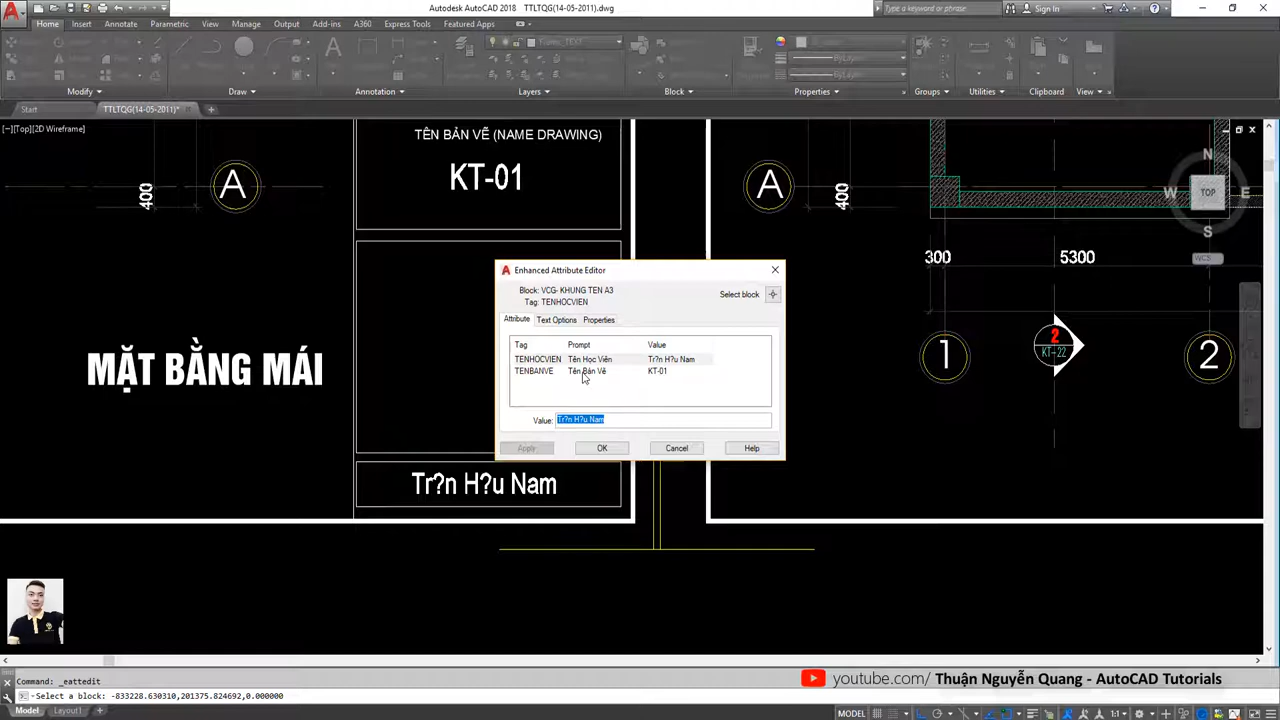 Autodesk AutoCAD 2018 TTLTQG(14-05-2011).dwg
Type a keyword or phrase
Sign In
Home Insert Annotate Parametric View Manage Output Add-ins A360 Express Tools Featured Apps
Frame_TEXT
ByLayer
ByLayer
Modify Draw Annotation Layers Block Properties Groups Utilities Clipboard View
Start TTLTQG(14-05-2011)*
[−][Top][2D Wireframe]
TÊN BẢN VẼ (NAME DRAWING)
KT-01
A
400
A
400
N
W TOP E
S
WCS
300 5300
1
2
KT-22
2
MẶT BẰNG MÁI
Enhanced Attribute Editor
Block: VCG- KHUNG TEN A3
Tag: TENHOCVIEN
Select block
Attribute Text Options Properties
Tag Prompt Value
TENHOCVIEN Tên Học Viên Tr?n H?u Nam
TENBANVE Tên Bản Vẽ KT-01
Value: Tr?n H?u Nam
Apply OK Cancel Help
Tr?n H?u Nam
Command: _eattedit
Select a block: -833228.630310,201375.824692,0.000000
youtube.com/ Thuận Nguyễn Quang - AutoCAD Tutorials
Model Layout1 +
MODEL 1:1